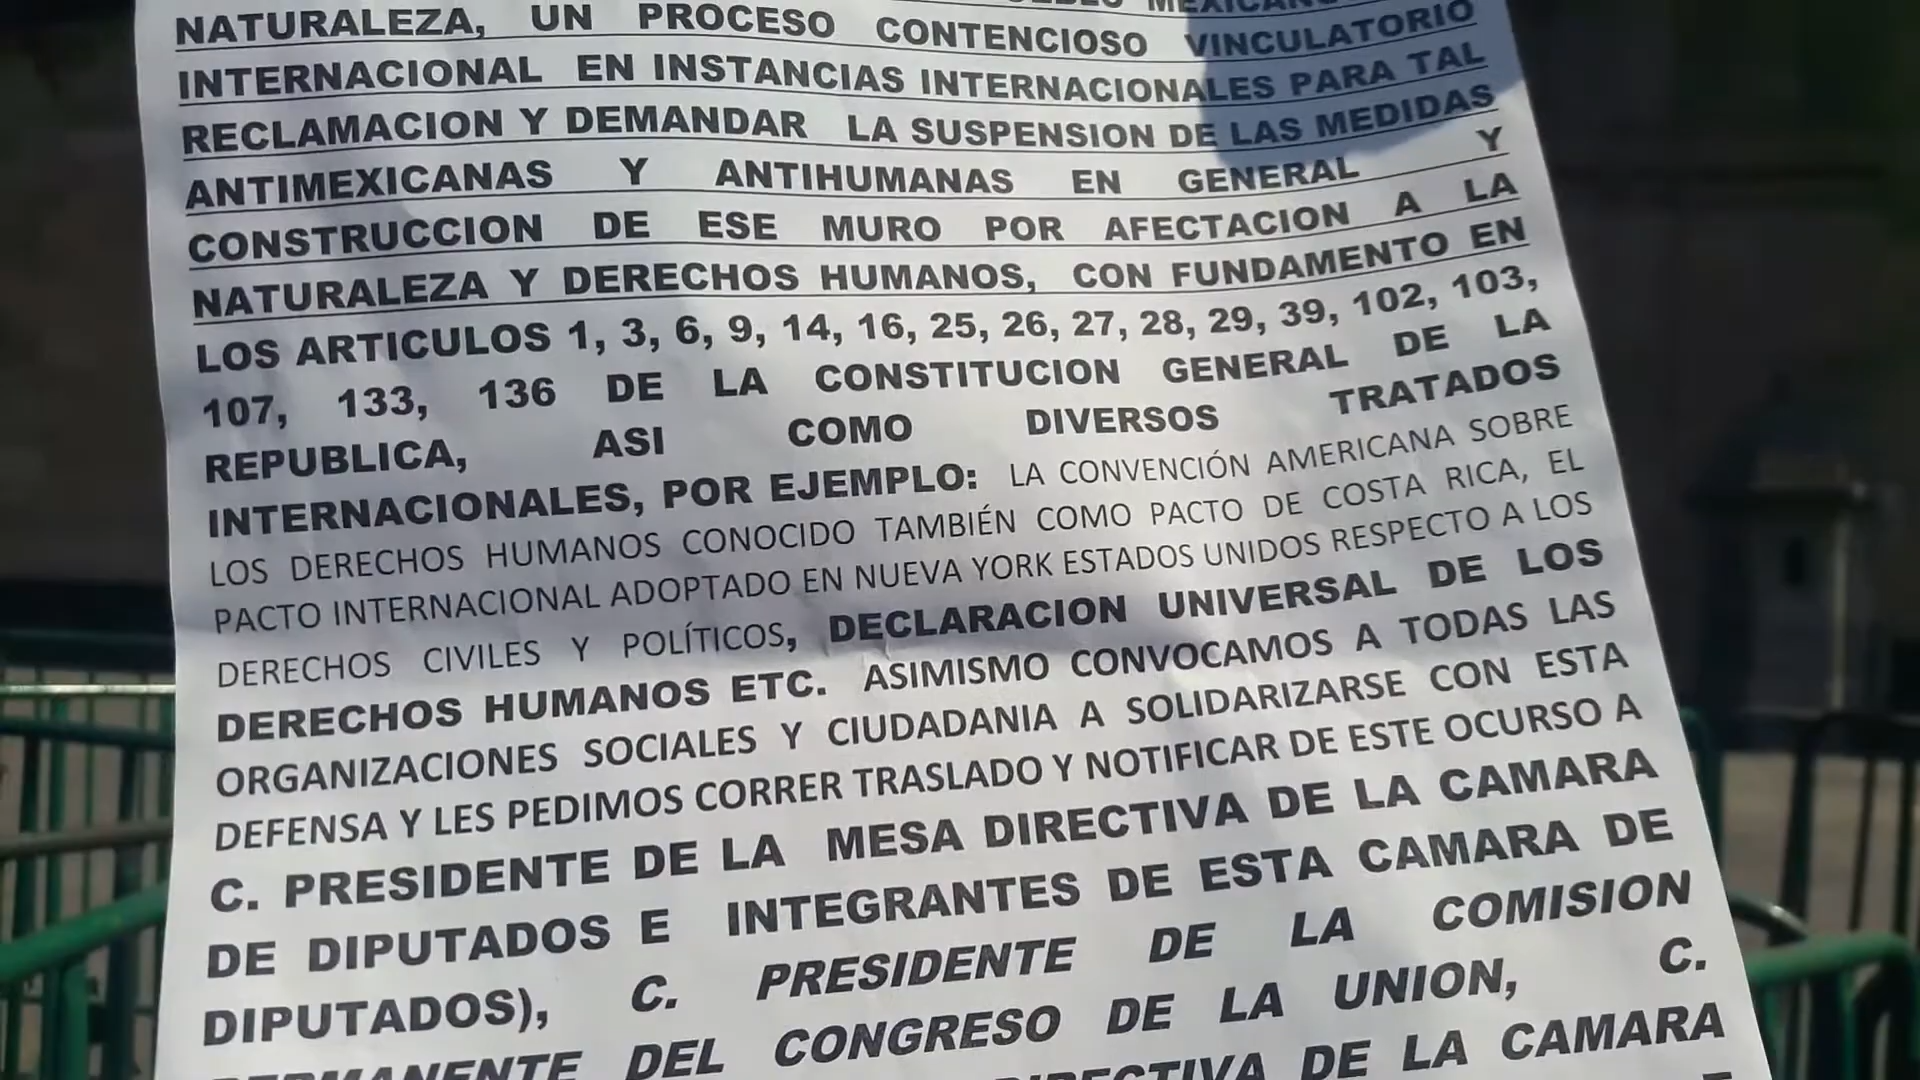 NATURALEZA, UN PROCESO CONTENCIOSO VINCULATORIO
INTERNACIONAL EN INSTANCIAS INTERNACIONALES PARA TAL
RECLAMACION Y DEMANDAR LA SUSPENSION DE LAS MEDIDAS
ANTIMEXICANAS Y ANTIHUMANAS EN GENERAL Y
CONSTRUCCION DE ESE MURO POR AFECTACION A LA
NATURALEZA Y DERECHOS HUMANOS, CON FUNDAMENTO EN
LOS ARTICULOS 1, 3, 6, 9, 14, 16, 25, 26, 27, 28, 29, 39, 102, 103,
107, 133, 136 DE LA CONSTITUCION GENERAL DE LA
REPUBLICA, ASI COMO DIVERSOS TRATADOS
INTERNACIONALES, POR EJEMPLO: LA CONVENCIÓN AMERICANA SOBRE
LOS DERECHOS HUMANOS CONOCIDO TAMBIÉN COMO PACTO DE COSTA RICA, EL
PACTO INTERNACIONAL ADOPTADO EN NUEVA YORK ESTADOS UNIDOS RESPECTO A LOS
DERECHOS CIVILES Y POLÍTICOS, DECLARACION UNIVERSAL DE LOS
DERECHOS HUMANOS ETC. ASIMISMO CONVOCAMOS A TODAS LAS
ORGANIZACIONES SOCIALES Y CIUDADANIA A SOLIDARIZARSE CON ESTA
DEFENSA Y LES PEDIMOS CORRER TRASLADO Y NOTIFICAR DE ESTE OCURSO A
C. PRESIDENTE DE LA MESA DIRECTIVA DE LA CAMARA
DE DIPUTADOS E INTEGRANTES DE ESTA CAMARA DE
DIPUTADOS), C. PRESIDENTE DE LA COMISION
PERMANENTE DEL CONGRESO DE LA UNION, C.
DIRECTIVA DE LA CAMARA